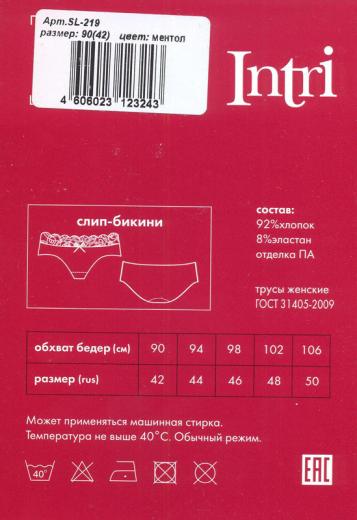 Арт.SL-219
размер: 90(42) цвет: ментол
4 606023 123243
Intri
слип-бикини
состав:
92%хлопок
8%эластан
отделка ПА
трусы женские
ГОСТ 31405-2009
обхват бедер (см) 90 94 98 102 106
размер (rus) 42 44 46 48 50
Может применяться машинная стирка.
Температура не выше 40°С. Обычный режим.
40°
ЕАС